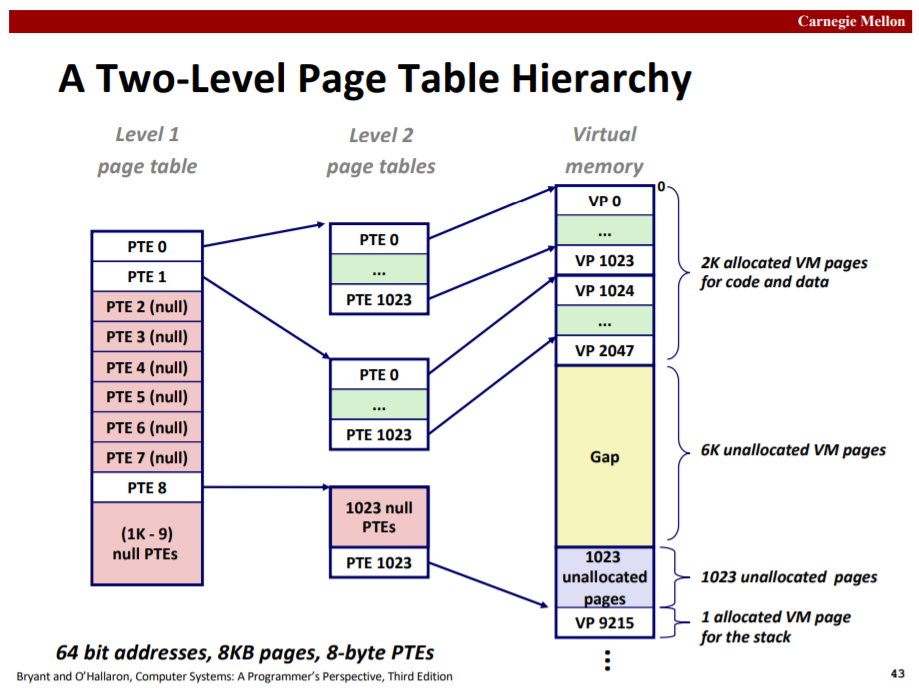 Carnegie Mellon
A Two-Level Page Table Hierarchy
Level 1
page table
Level 2
page tables
Virtual
memory
PTE 0
PTE 1
PTE 2 (null)
PTE 3 (null)
PTE 4 (null)
PTE 5 (null)
PTE 6 (null)
PTE 7 (null)
PTE 8
(1K - 9)
null PTEs
PTE 0
...
PTE 1023
PTE 0
...
PTE 1023
1023 null
PTEs
PTE 1023
0
VP 0
...
VP 1023
VP 1024
...
VP 2047
Gap
1023
unallocated
pages
VP 9215
⋮
2K allocated VM pages
for code and data
6K unallocated VM pages
1023 unallocated pages
1 allocated VM page
for the stack
64 bit addresses, 8KB pages, 8-byte PTEs
Bryant and O'Hallaron, Computer Systems: A Programmer's Perspective, Third Edition
43